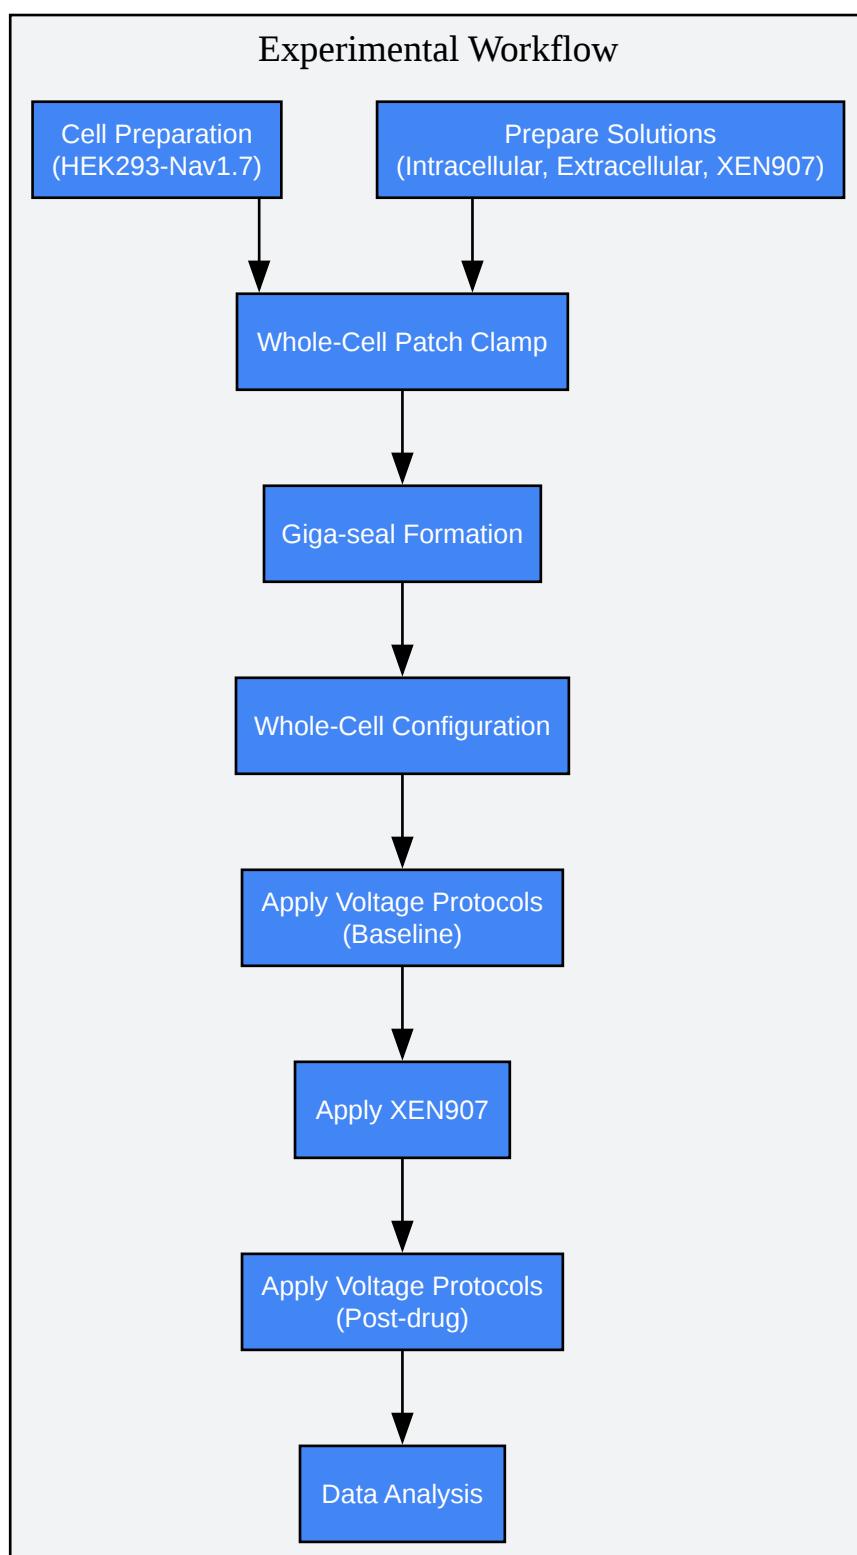 Experimental Workflow
Cell Preparation
(HEK293-Nav1.7)
Prepare Solutions
(Intracellular, Extracellular, XEN907)
Whole-Cell Patch Clamp
Giga-seal Formation
Whole-Cell Configuration
Apply Voltage Protocols
(Baseline)
Apply XEN907
Apply Voltage Protocols
(Post-drug)
Data Analysis